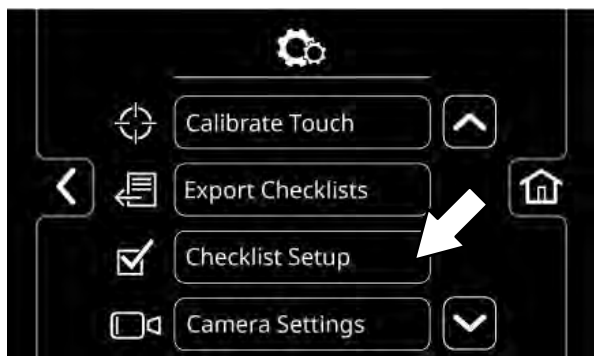 Calibrate Touch
Export Checklists
Checklist Setup
Camera Settings